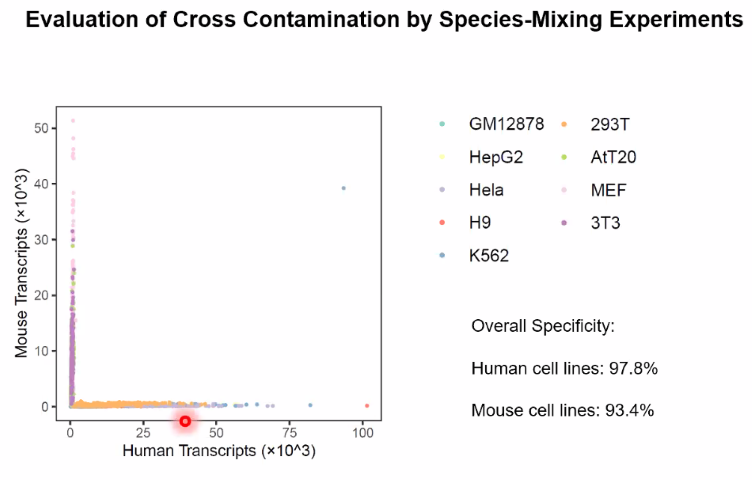 Evaluation of Cross Contamination by Species-Mixing Experiments
50
40
30
20
10
0
Mouse Transcripts (×10^3)
0 25 50 75 100
Human Transcripts (×10^3)
GM12878 293T
HepG2 AtT20
Hela MEF
H9 3T3
K562
Overall Specificity:
Human cell lines: 97.8%
Mouse cell lines: 93.4%